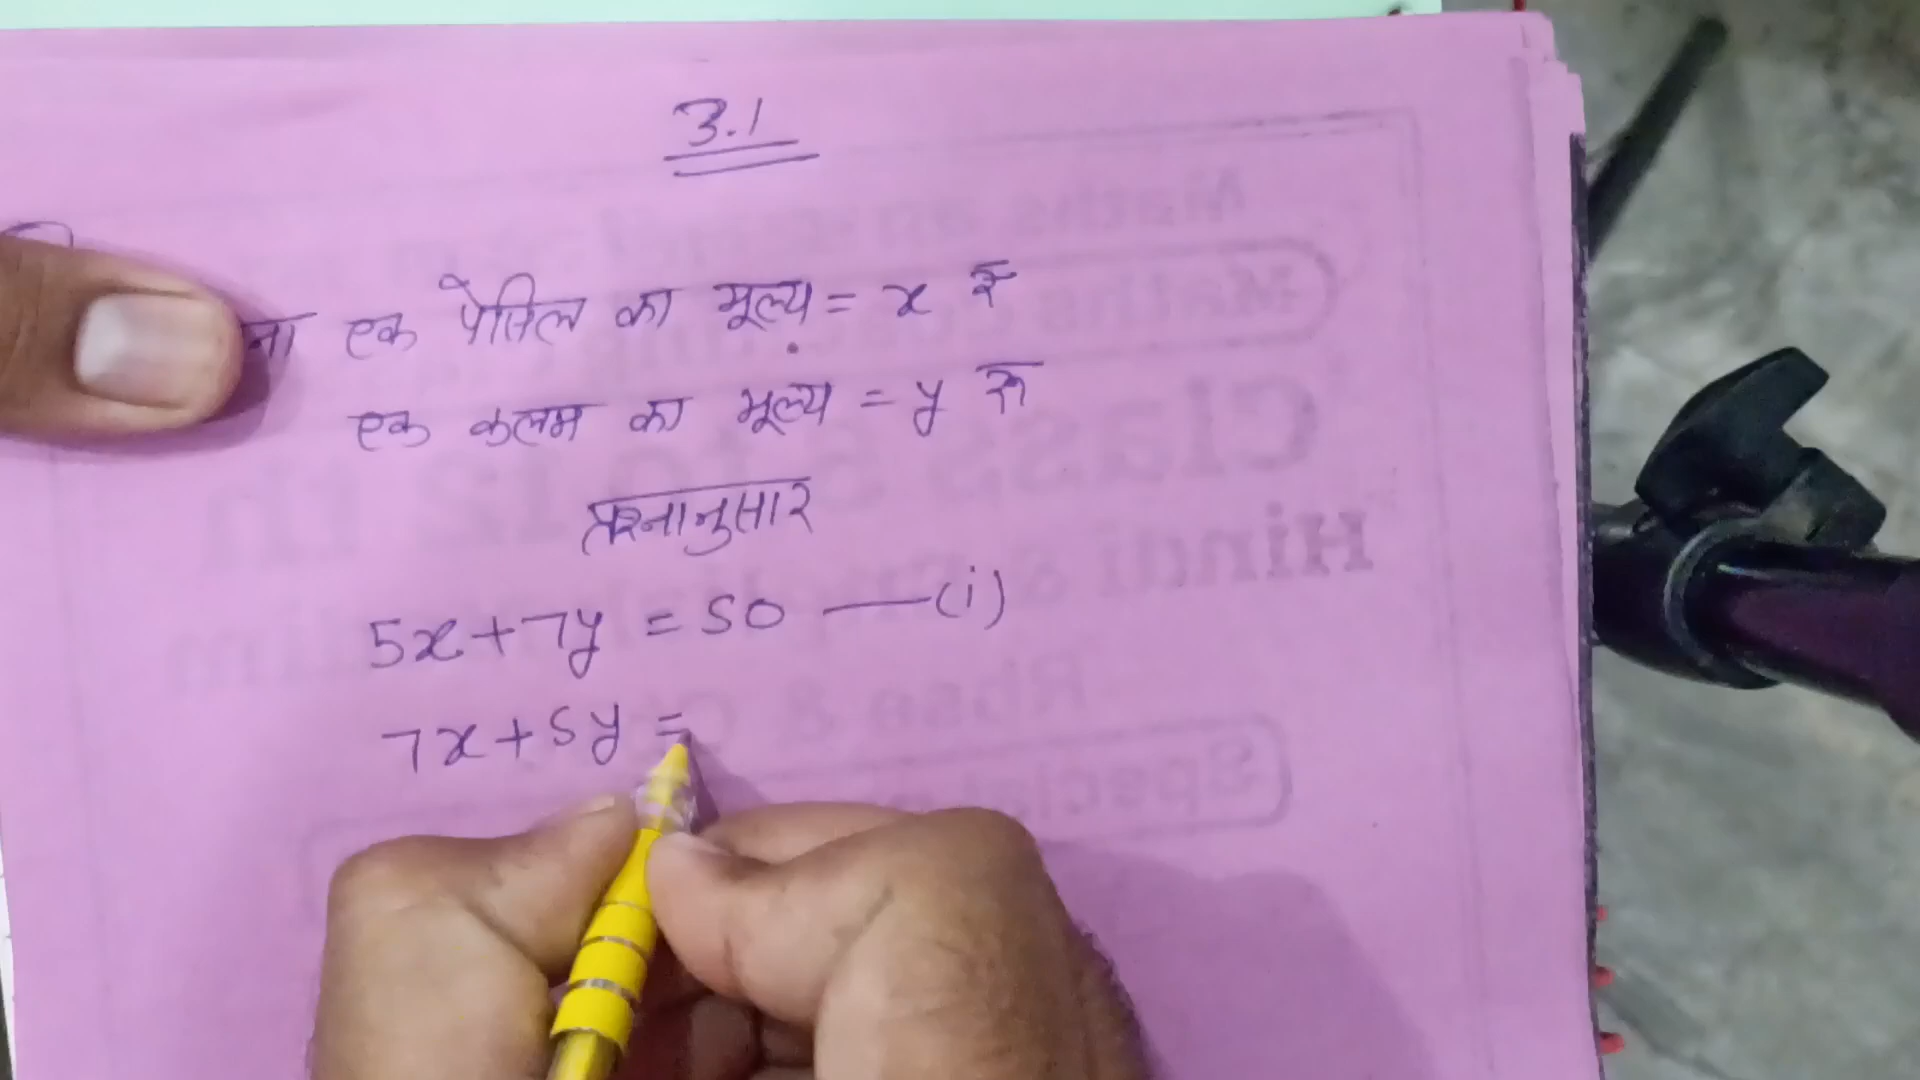 3.1
ना एक पेंसिल का मूल्य = x रु
एक कलम का मूल्य = y रु
प्रश्नानुसार
5x+7y = 50 —(i)
7x+5y =